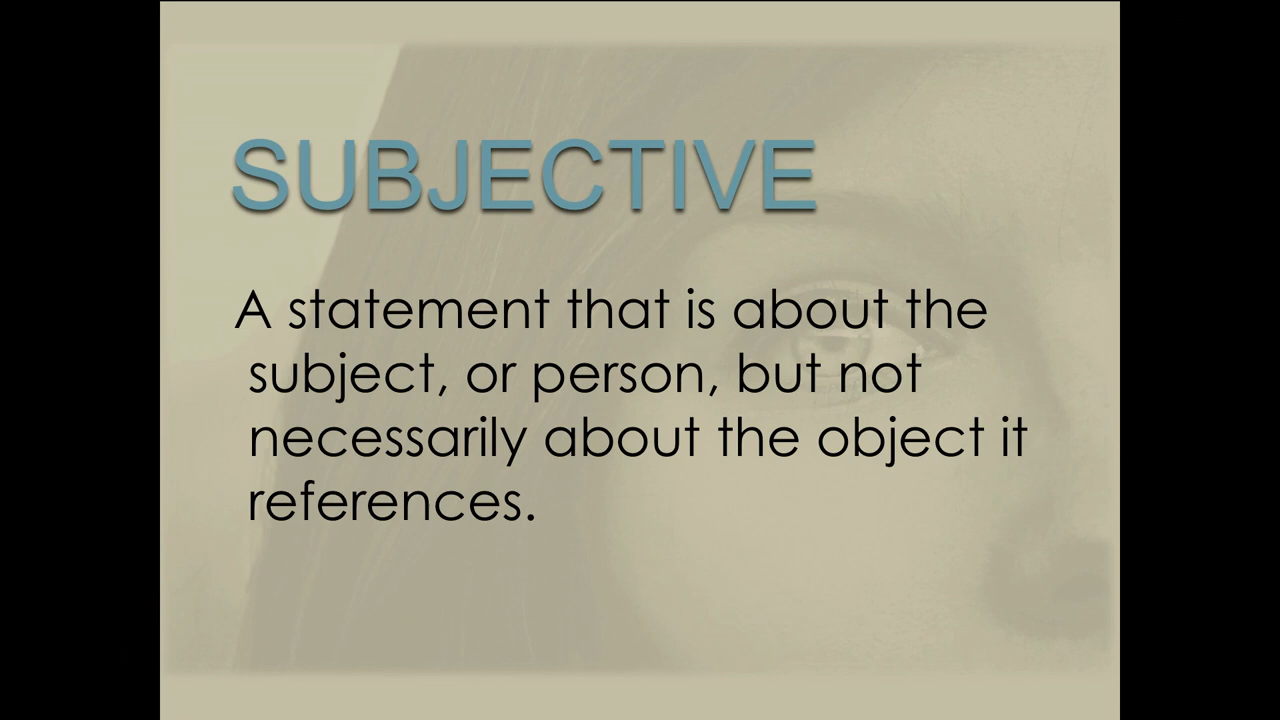 SUBJECTIVE
A statement that is about the
subject, or person, but not
necessarily about the object it
references.